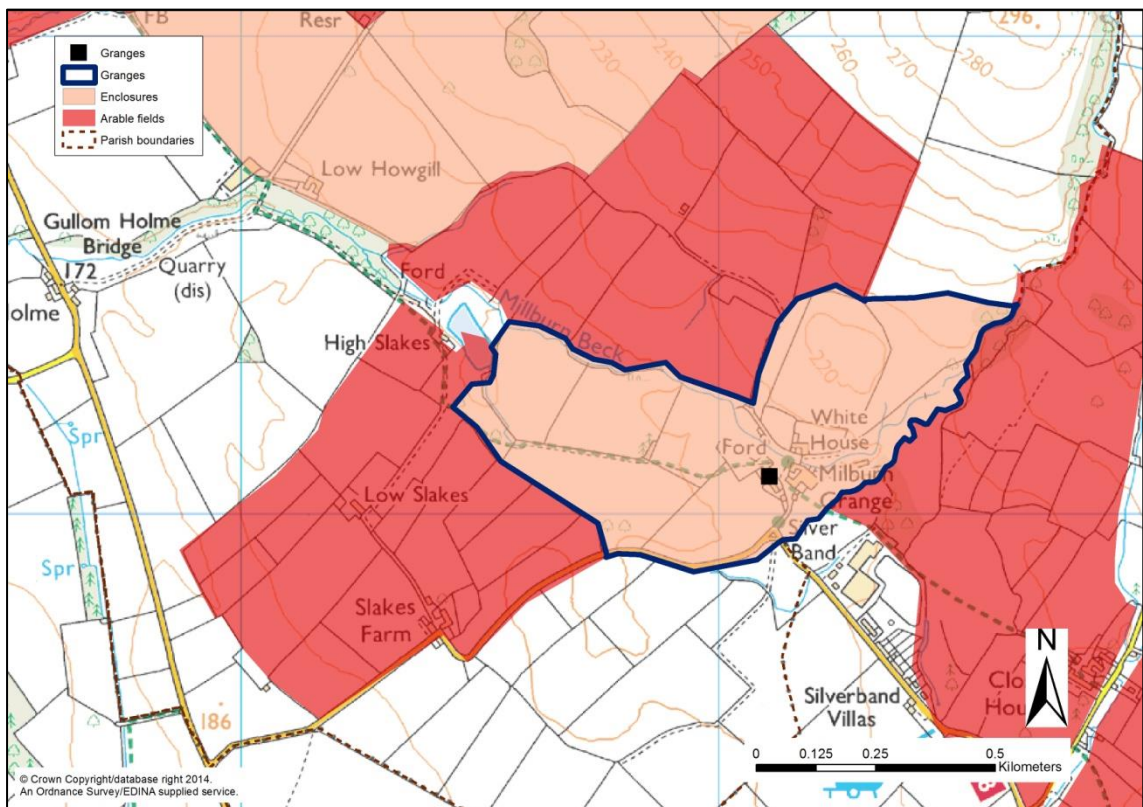 FB
Resr
296
Granges
Granges
Enclosures
Arable fields
Parish boundaries
230
240
250
260
270
280
Low Howgill
Gullom Holme
Bridge
172
Quarry
(dis)
olme
Ford
Millburn Beck
High Slakes
220
White
House
Ford
Milburn
Grange
Spr
Low Slakes
Silver
Band
Spr
Slakes
Farm
N
Clo
Hou
Silverband
Villas
186
0 0.125 0.25 0.5
Kilometers
© Crown Copyright/database right 2014.
An Ordnance Survey/EDINA supplied service.